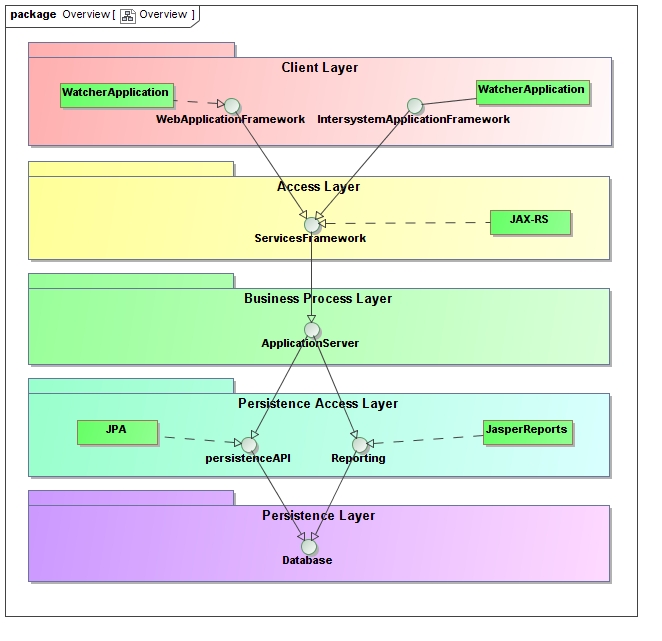 package Overview [ Overview ]
Client Layer
WatcherApplication
WatcherApplication
WebApplicationFramework
IntersystemApplicationFramework
Access Layer
JAX-RS
ServicesFramework
Business Process Layer
ApplicationServer
Persistence Access Layer
JPA
JasperReports
persistenceAPI
Reporting
Persistence Layer
Database